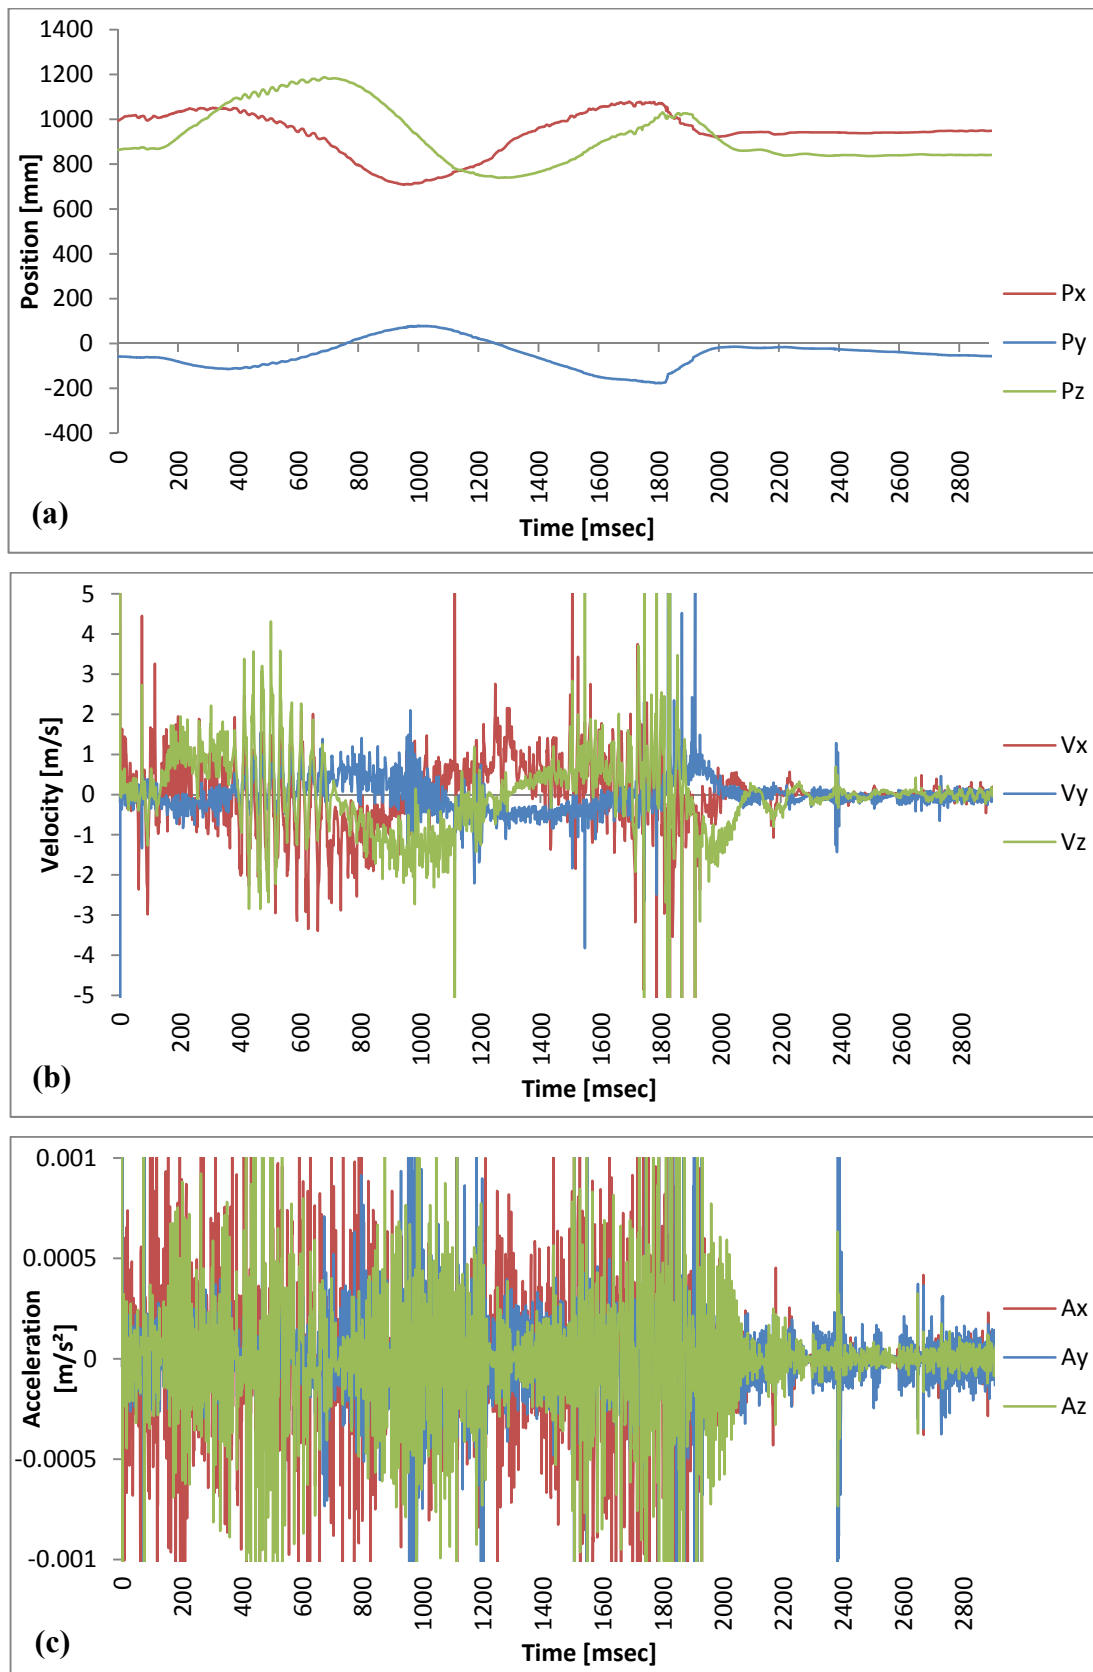 1400
1200
1000
800
600
400
200
0
-200
-400
Position [mm]
0 200 400 600 800 1000 1200 1400 1600 1800 2000 2200 2400 2600 2800
Time [msec]
Px
Py
Pz
(a)
5
4
3
2
1
0
-1
-2
-3
-4
-5
Velocity [m/s]
0 200 400 600 800 1000 1200 1400 1600 1800 2000 2200 2400 2600 2800
Time [msec]
Vx
Vy
Vz
(b)
0.001
0.0005
0
-0.0005
-0.001
Acceleration
[m/s²]
0 200 400 600 800 1000 1200 1400 1600 1800 2000 2200 2400 2600 2800
Time [msec]
Ax
Ay
Az
(c)